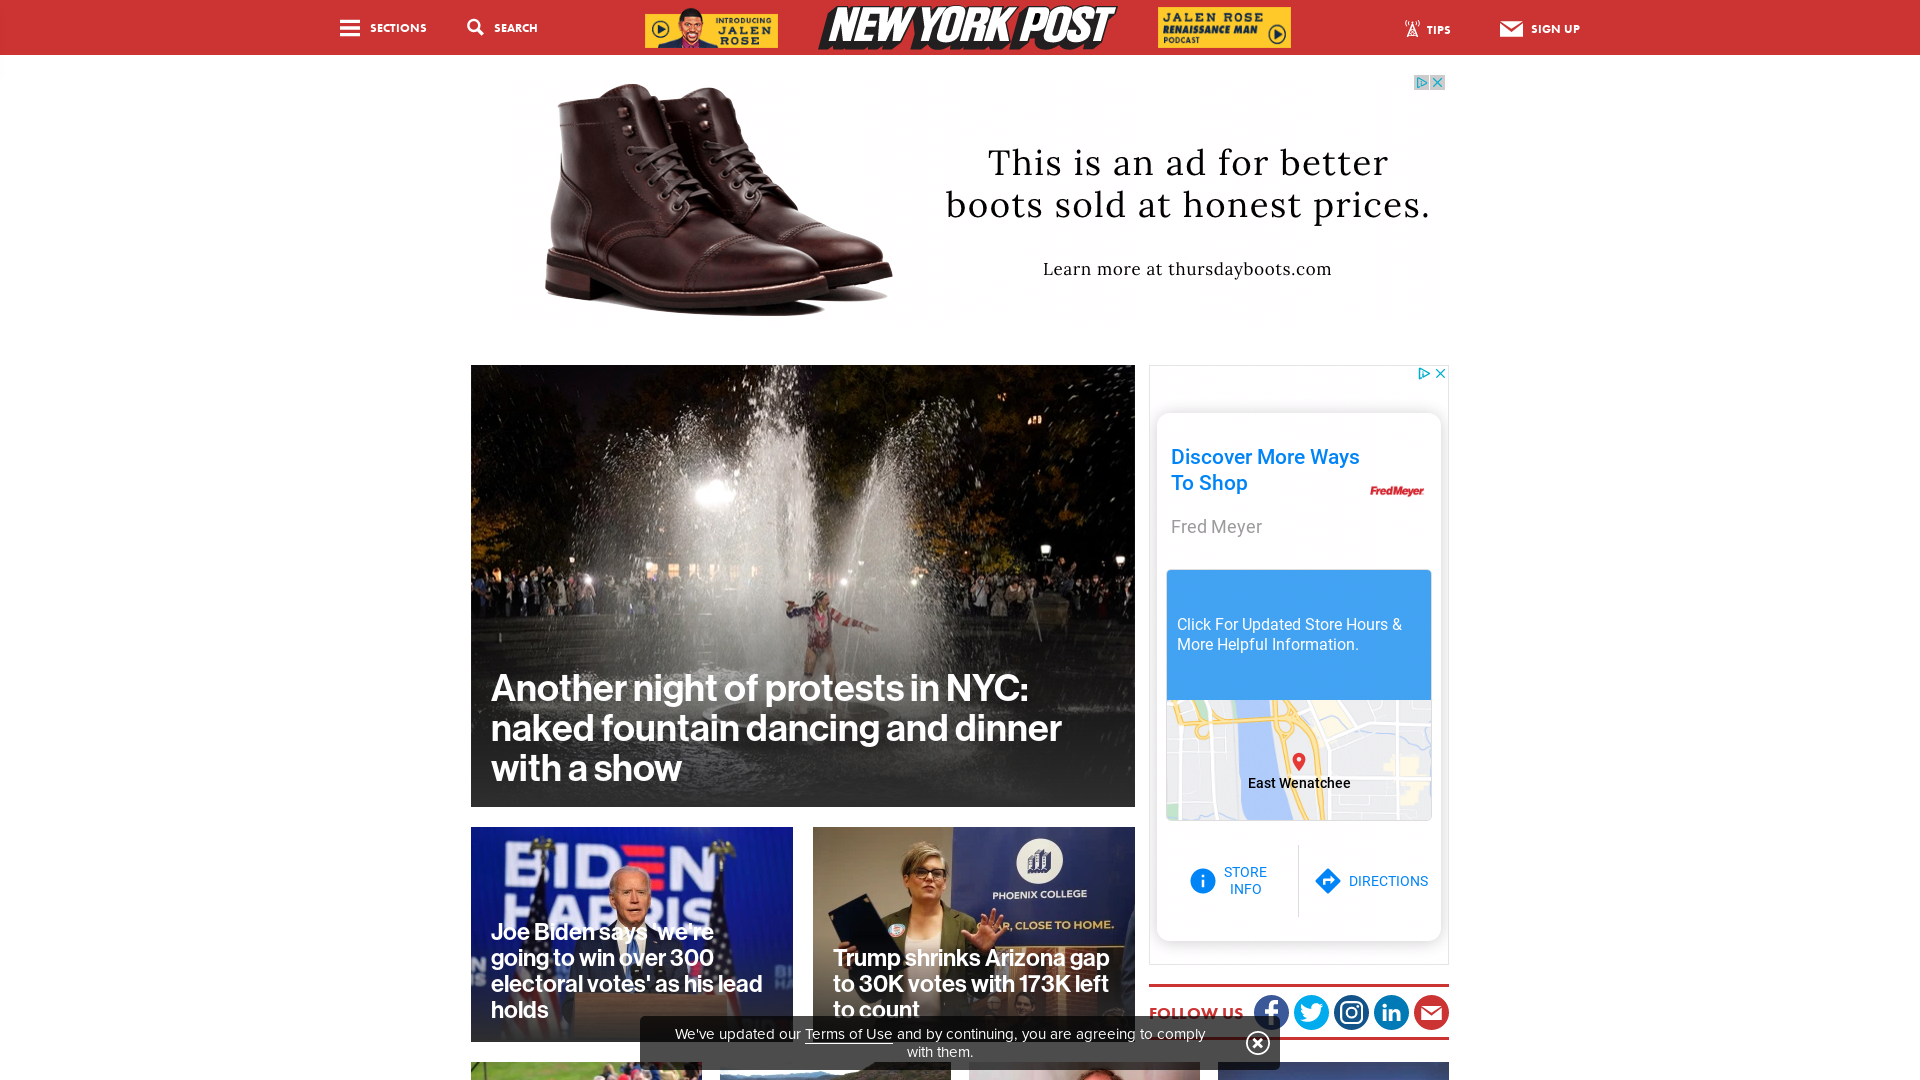 SECTIONS
SEARCH
INTRODUCING
JALEN
ROSE
NEW YORK POST
JALEN ROSE
RENAISSANCE MAN
PODCAST
TIPS
SIGN UP
This is an ad for better
boots sold at honest prices.
Learn more at thursdayboots.com
Another night of protests in NYC:
naked fountain dancing and dinner
with a show
Discover More Ways
To Shop
FredMeyer
Fred Meyer
Click For Updated Store Hours &
More Helpful Information.
East Wenatchee
STORE
INFO
DIRECTIONS
BIDEN
HARRIS
Joe Biden says 'we're
going to win over 300
electoral votes' as his lead
holds
PHOENIX COLLEGE
AR, CLOSE TO HOME.
Trump shrinks Arizona gap
to 30K votes with 173K left
to count
FOLLOW US
We've updated our Terms of Use and by continuing, you are agreeing to comply
with them.